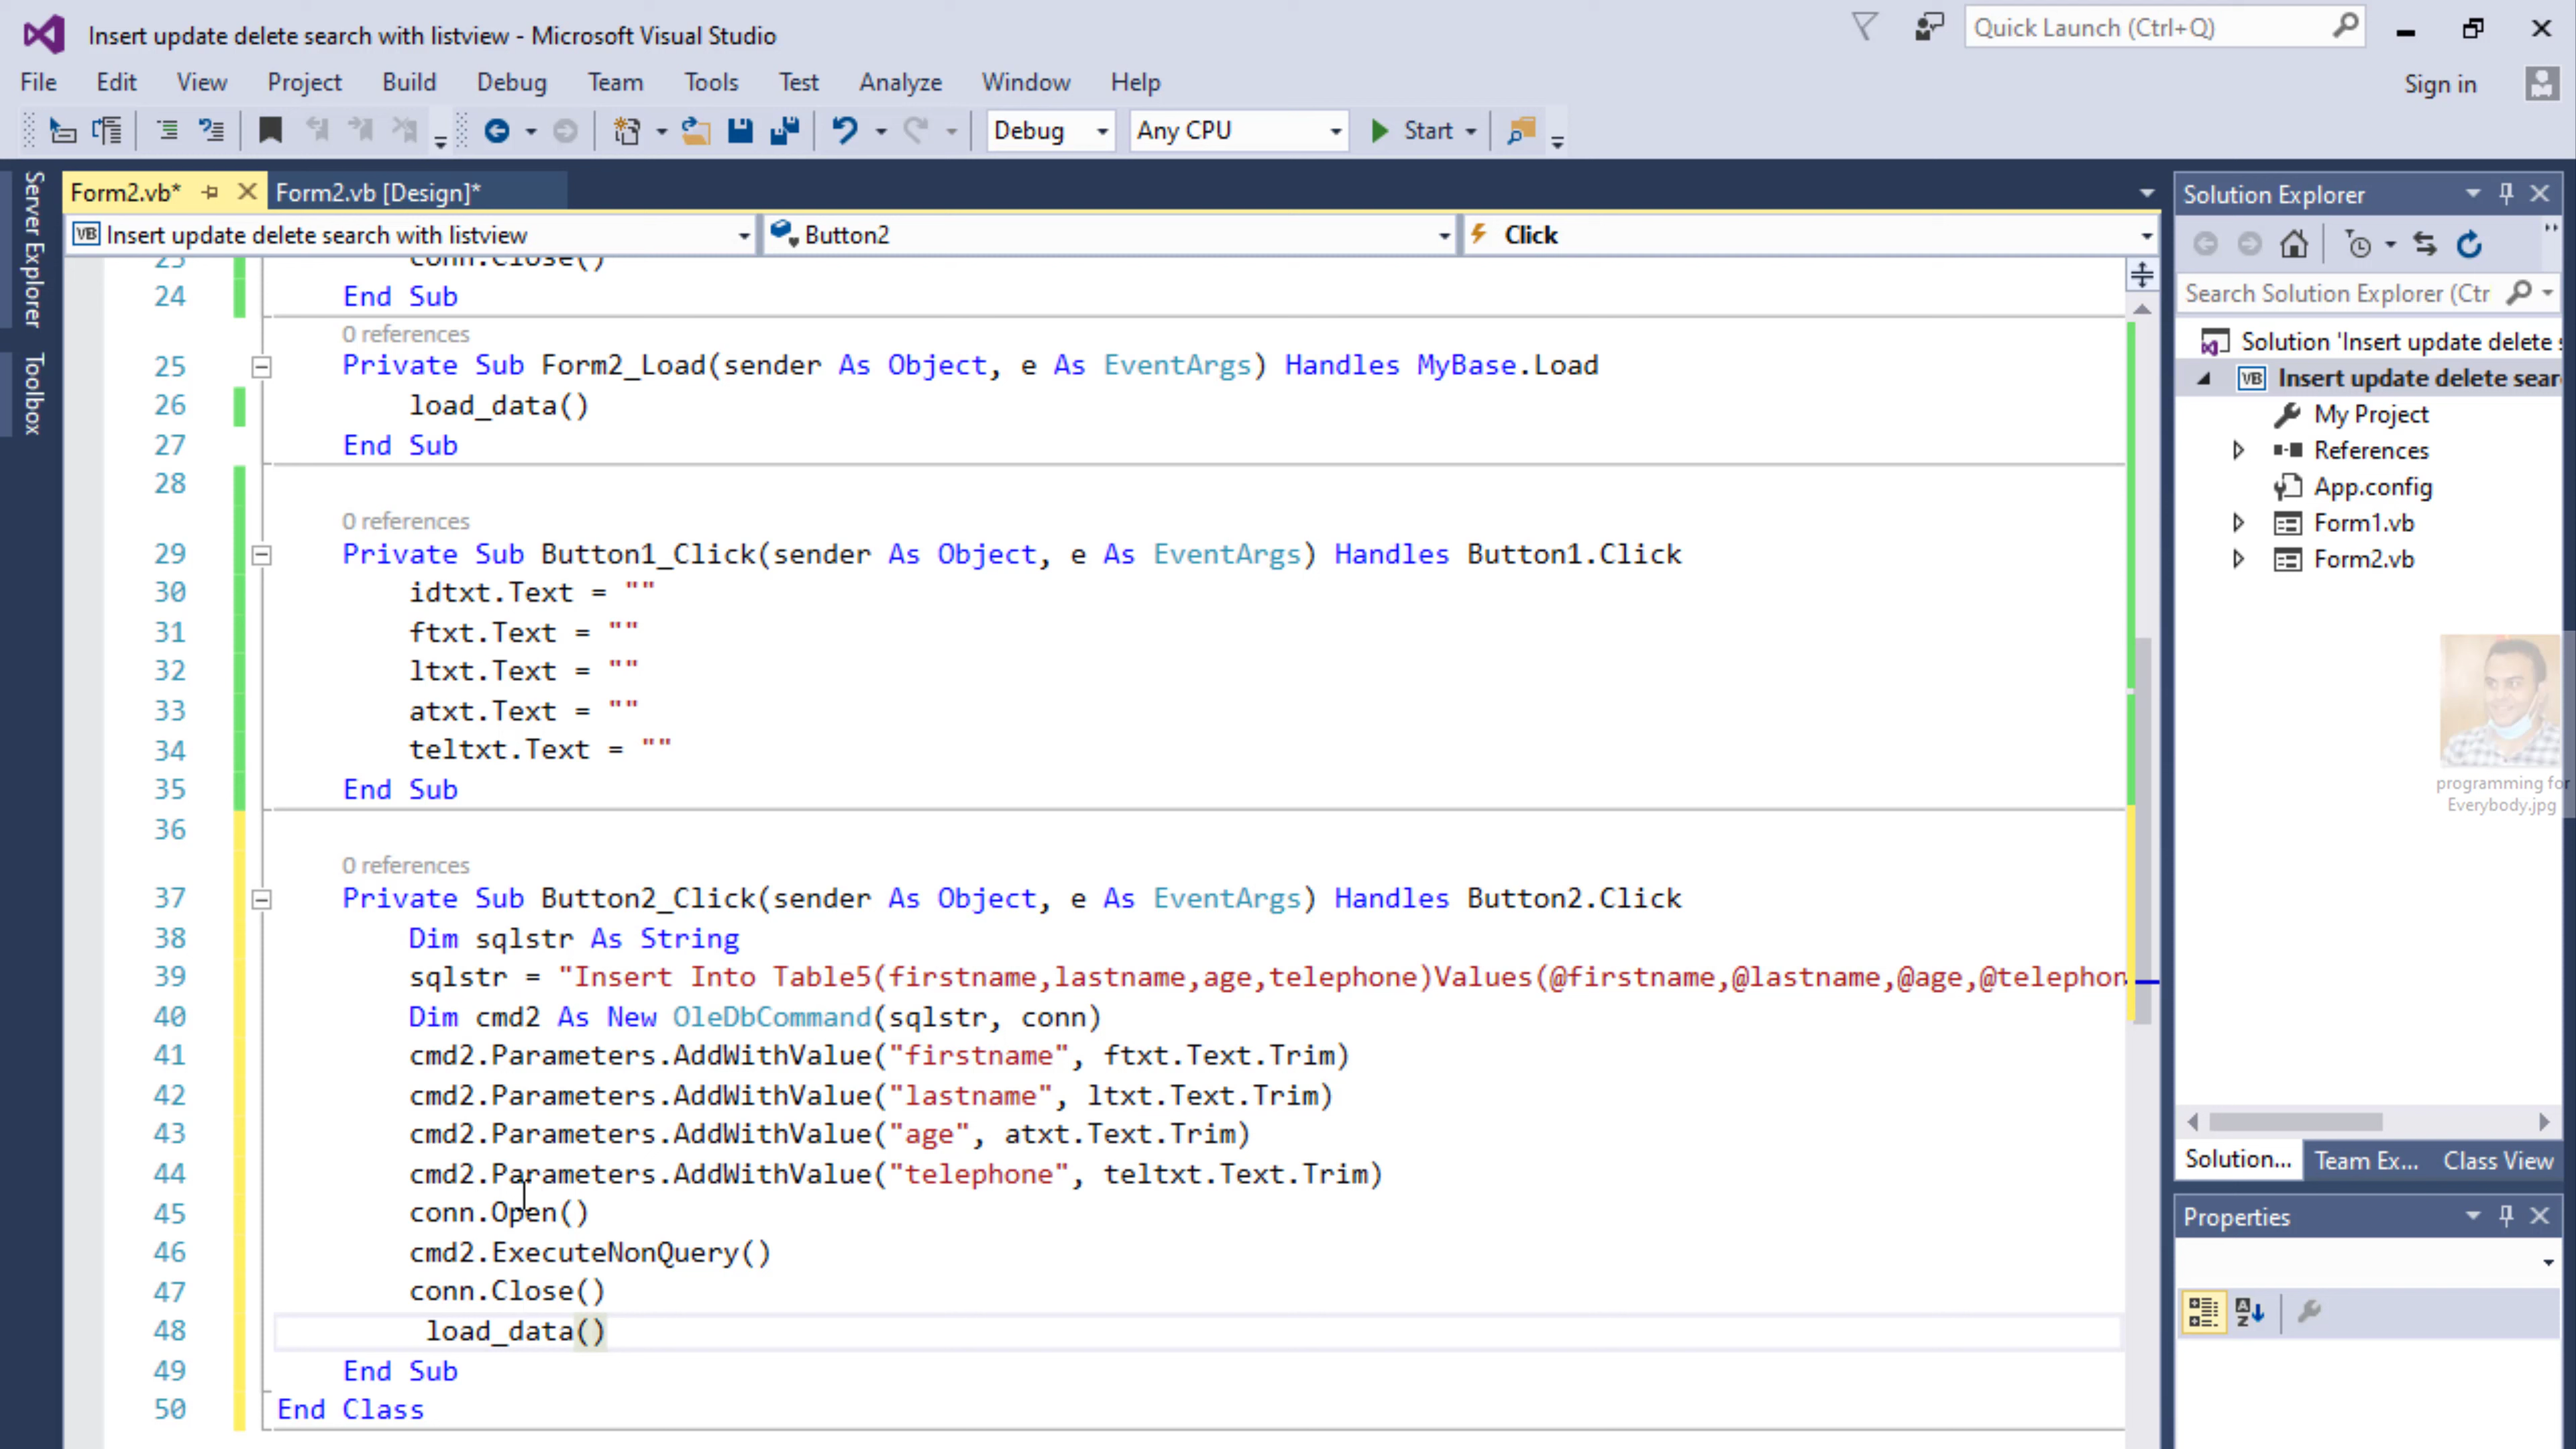 Insert update delete search with listview - Microsoft Visual Studio
Quick Launch (Ctrl+Q)
File Edit View Project Build Debug Team Tools Test Analyze Window Help
Sign in
Debug Any CPU Start
Server Explorer
Toolbox
Form2.vb* Form2.vb [Design]*
Insert update delete search with listview Button2 Click
23 conn.Close()
24 End Sub
0 references
25 Private Sub Form2_Load(sender As Object, e As EventArgs) Handles MyBase.Load
26 load_data()
27 End Sub
28
0 references
29 Private Sub Button1_Click(sender As Object, e As EventArgs) Handles Button1.Click
30 idtxt.Text = ""
31 ftxt.Text = ""
32 ltxt.Text = ""
33 atxt.Text = ""
34 teltxt.Text = ""
35 End Sub
36
0 references
37 Private Sub Button2_Click(sender As Object, e As EventArgs) Handles Button2.Click
38 Dim sqlstr As String
39 sqlstr = "Insert Into Table5(firstname,lastname,age,telephone)Values(@firstname,@lastname,@age,@telephon
40 Dim cmd2 As New OleDbCommand(sqlstr, conn)
41 cmd2.Parameters.AddWithValue("firstname", ftxt.Text.Trim)
42 cmd2.Parameters.AddWithValue("lastname", ltxt.Text.Trim)
43 cmd2.Parameters.AddWithValue("age", atxt.Text.Trim)
44 cmd2.Parameters.AddWithValue("telephone", teltxt.Text.Trim)
45 conn.Open()
46 cmd2.ExecuteNonQuery()
47 conn.Close()
48 load_data()
49 End Sub
50 End Class
Solution Explorer
Search Solution Explorer (Ctr
Solution 'Insert update delete s
Insert update delete sear
My Project
References
App.config
Form1.vb
Form2.vb
programming for
Everybody.jpg
Solution... Team Ex... Class View
Properties